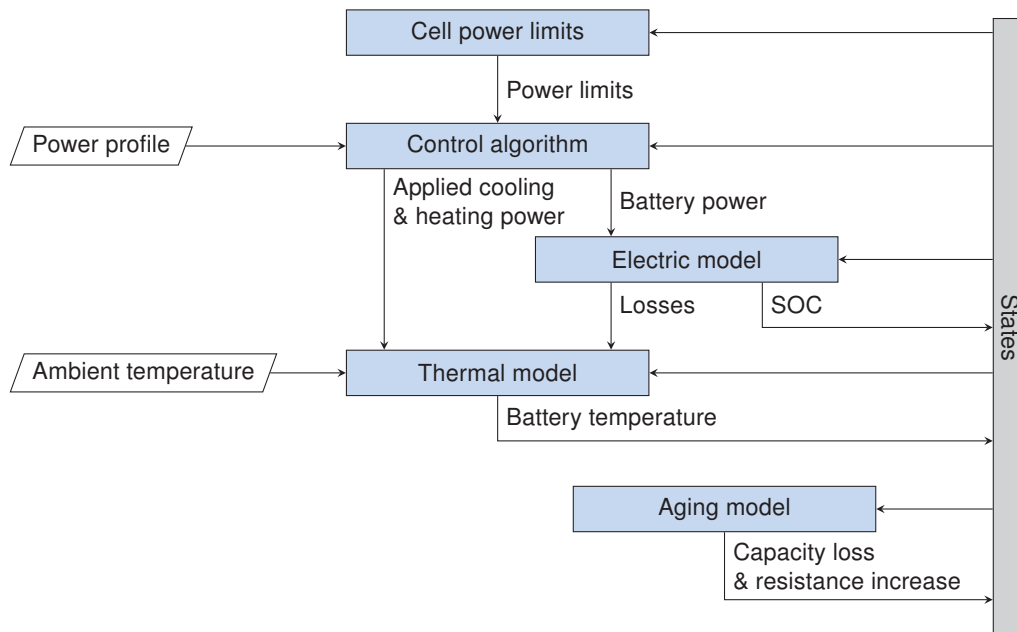 Cell power limits
Power limits
Power profile
Control algorithm
Applied cooling
& heating power
Battery power
Electric model
Losses
SOC
States
Ambient temperature
Thermal model
Battery temperature
Aging model
Capacity loss
& resistance increase